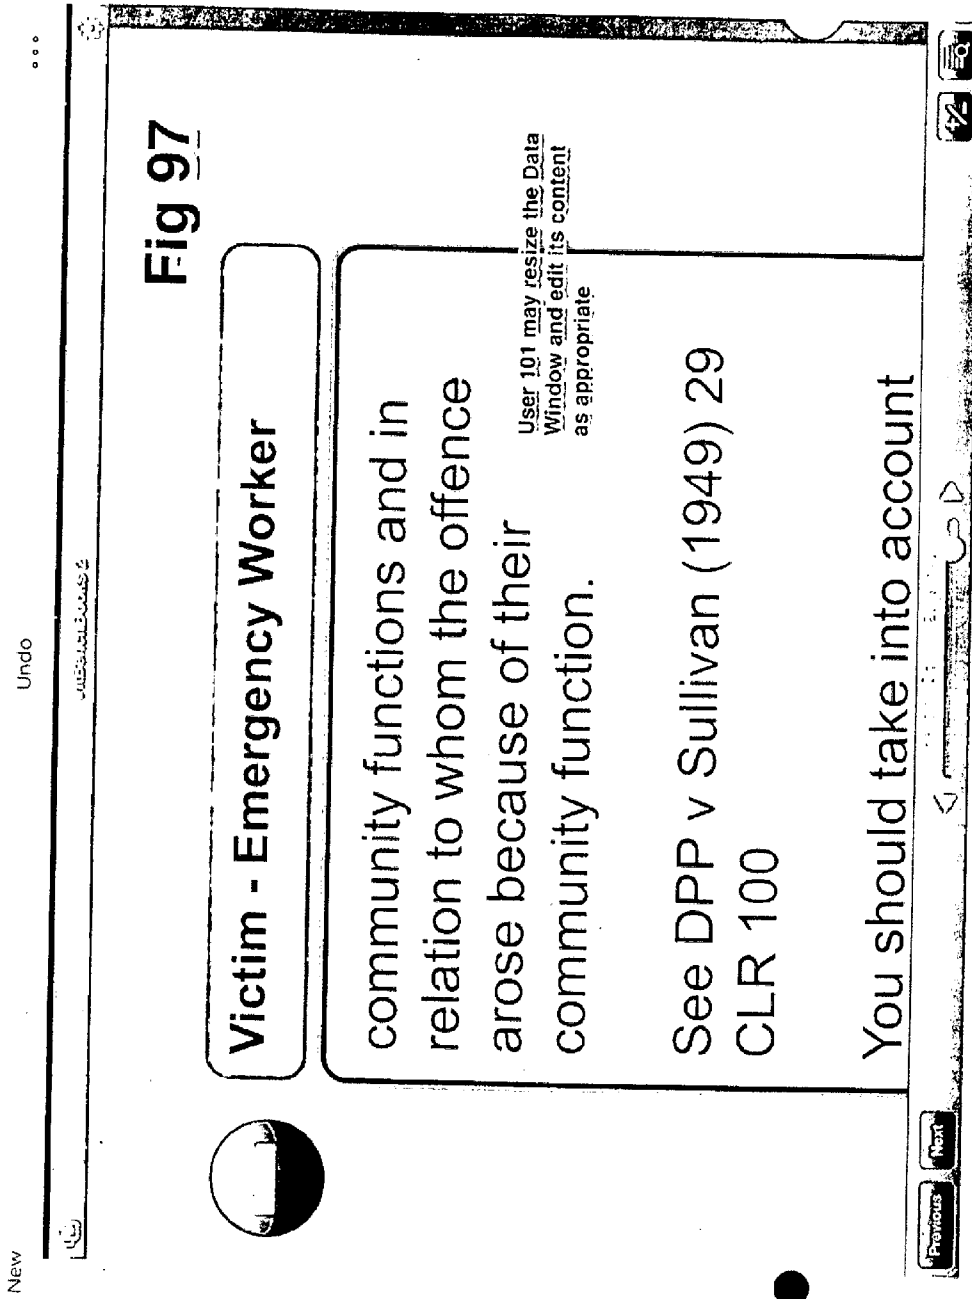 New
Undo
...
Fig 97
Victim - Emergency Worker
community functions and in
relation to whom the offence
arose because of their
community function.
User 101 may resize the Data
Window and edit its content
as appropriate
See DPP v Sullivan (1949) 29
CLR 100
You should take into account
Previous
Next